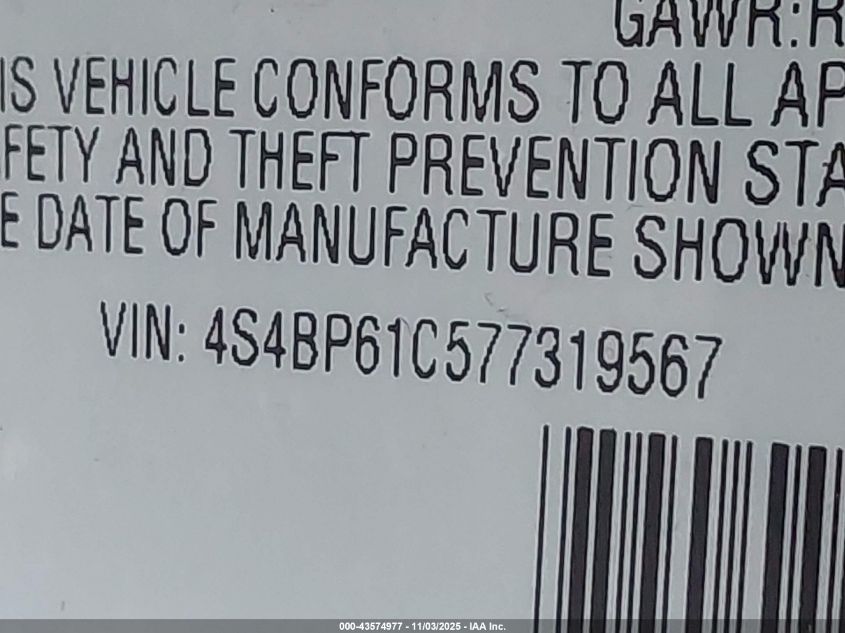 GAWR:R
IS VEHICLE CONFORMS TO ALL AP
FETY AND THEFT PREVENTION STA
E DATE OF MANUFACTURE SHOWN
VIN: 4S4BP61C577319567
000-43574977 - 11/03/2025 - IAA Inc.